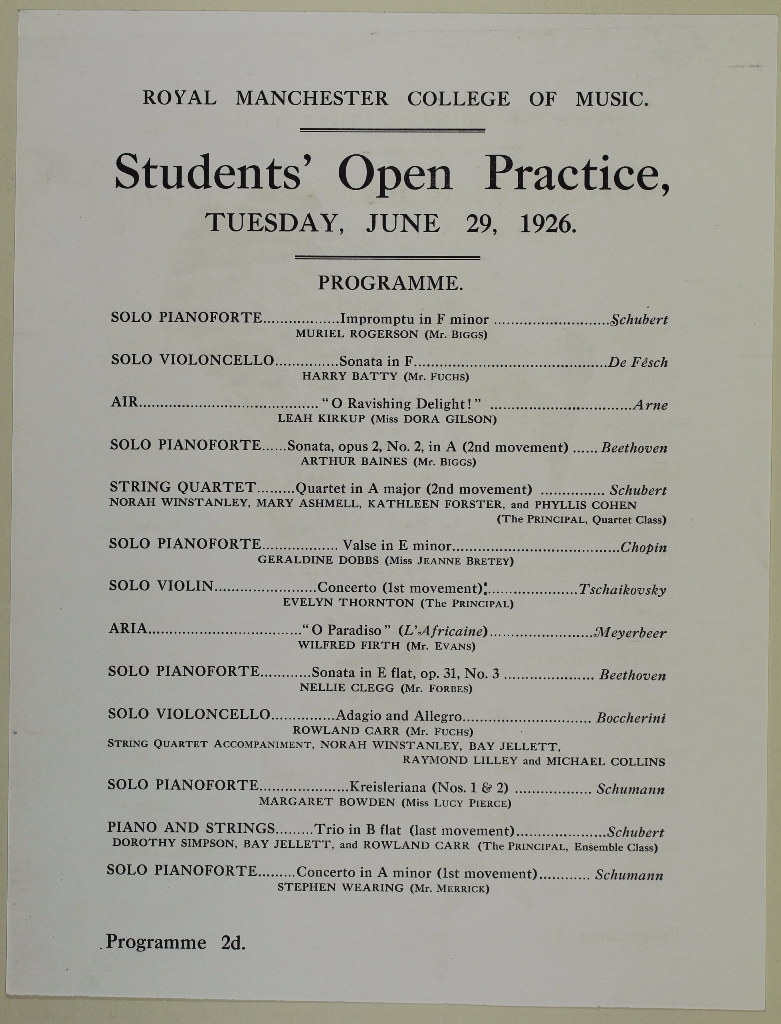 ROYAL MANCHESTER COLLEGE OF MUSIC.
Students' Open Practice,
TUESDAY, JUNE 29, 1926.
PROGRAMME.
SOLO PIANOFORTE..................Impromptu in F minor ...........................Schubert
MURIEL ROGERSON (Mr. BIGGS)
SOLO VIOLONCELLO...............Sonata in F.............................................De Fêsch
HARRY BATTY (Mr. FUCHS)
AIR.......................................... "O Ravishing Delight!" .................................Arne
LEAH KIRKUP (Miss DORA GILSON)
SOLO PIANOFORTE......Sonata, opus 2, No. 2, in A (2nd movement) ...... Beethoven
ARTHUR BAINES (Mr. BIGGS)
STRING QUARTET.........Quartet in A major (2nd movement) ............... Schubert
NORAH WINSTANLEY, MARY ASHMELL, KATHLEEN FORSTER, and PHYLLIS COHEN
(The PRINCIPAL, Quartet Class)
SOLO PIANOFORTE.................. Valse in E minor.......................................Chopin
GERALDINE DOBBS (Miss JEANNE BRETEY)
SOLO VIOLIN........................Concerto (1st movement):.....................Tschaikovsky
EVELYN THORNTON (The PRINCIPAL)
ARIA...................................."O Paradiso" (L'Africaine).........................Meyerbeer
WILFRED FIRTH (Mr. EVANS)
SOLO PIANOFORTE............Sonata in E flat, op. 31, No. 3 ..................... Beethoven
NELLIE CLEGG (Mr. FORBES)
SOLO VIOLONCELLO...............Adagio and Allegro.............................. Boccherini
ROWLAND CARR (Mr. FUCHS)
STRING QUARTET ACCOMPANIMENT, NORAH WINSTANLEY, BAY JELLETT,
RAYMOND LILLEY and MICHAEL COLLINS
SOLO PIANOFORTE.....................Kreisleriana (Nos. 1 & 2) .................. Schumann
MARGARET BOWDEN (Miss LUCY PIERCE)
PIANO AND STRINGS.........Trio in B flat (last movement).....................Schubert
DOROTHY SIMPSON, BAY JELLETT, and ROWLAND CARR (The PRINCIPAL, Ensemble Class)
SOLO PIANOFORTE.........Concerto in A minor (1st movement)............ Schumann
STEPHEN WEARING (Mr. MERRICK)
Programme 2d.